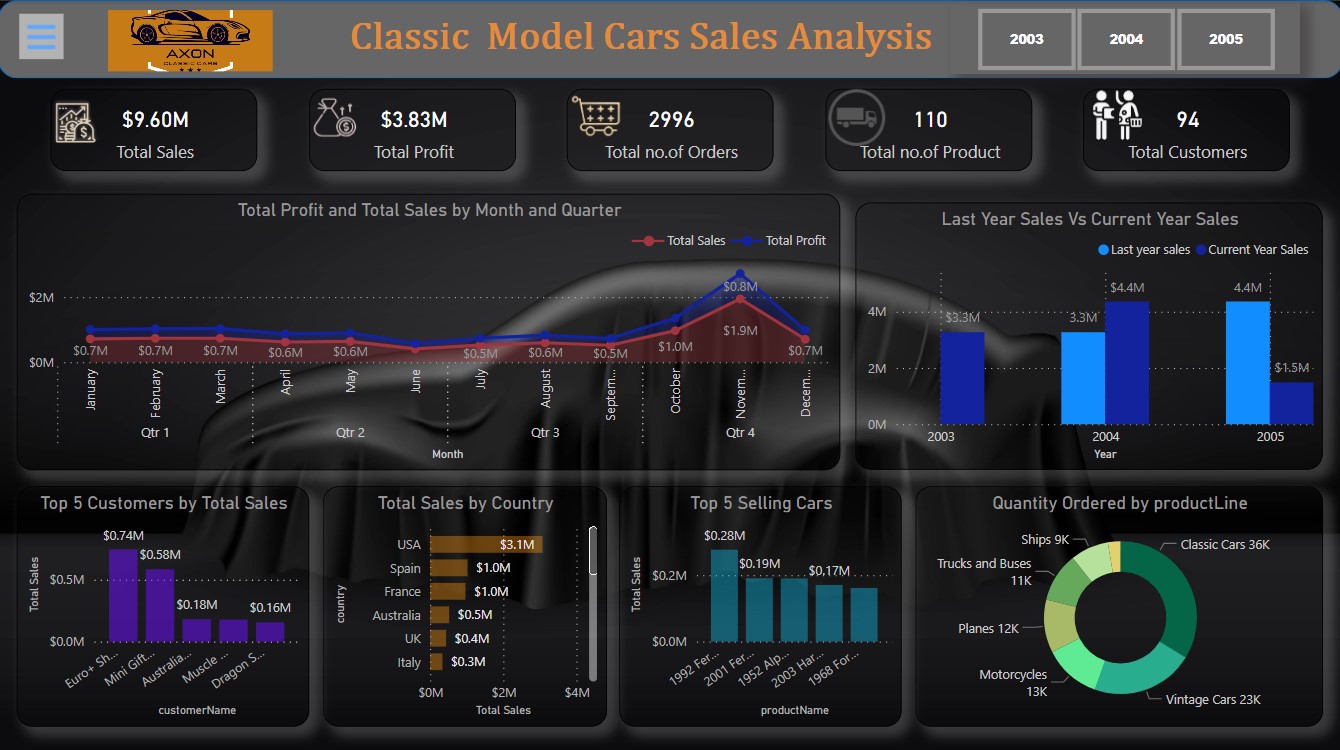 AXON
CLASSIC CARS
Classic Model Cars Sales Analysis
2003
2004
2005
$9.60M
Total Sales
$3.83M
Total Profit
2996
Total no.of Orders
110
Total no.of Product
94
Total Customers
Total Profit and Total Sales by Month and Quarter
Total Sales
Total Profit
$2M
$0M
$0.7M
$0.7M
$0.7M
$0.6M
$0.6M
$0.5M
$0.6M
$0.5M
$1.0M
$0.8M
$1.9M
$0.7M
January
February
March
April
May
June
July
August
Septem...
October
Novem...
Decem...
Qtr 1
Qtr 2
Qtr 3
Qtr 4
Month
Last Year Sales Vs Current Year Sales
Last year sales
Current Year Sales
4M
2M
0M
$3.3M
3.3M
$4.4M
4.4M
$1.5M
2003
2004
2005
Year
Top 5 Customers by Total Sales
Total Sales
$0.5M
$0.0M
$0.74M
$0.58M
$0.18M
$0.16M
Euro+ Sh...
Mini Gift...
Australia...
Muscle ...
Dragon S...
customerName
Total Sales by Country
country
USA
$3.1M
Spain
$1.0M
France
$1.0M
Australia
$0.5M
UK
$0.4M
Italy
$0.3M
$0M
$2M
$4M
Total Sales
Top 5 Selling Cars
Total Sales
$0.2M
$0.0M
$0.28M
$0.19M
$0.17M
1992 Fer...
2001 Fer...
1952 Alp...
2003 Har...
1968 For...
productName
Quantity Ordered by productLine
Ships 9K
Classic Cars 36K
Trucks and Buses
11K
Planes 12K
Motorcycles
13K
Vintage Cars 23K